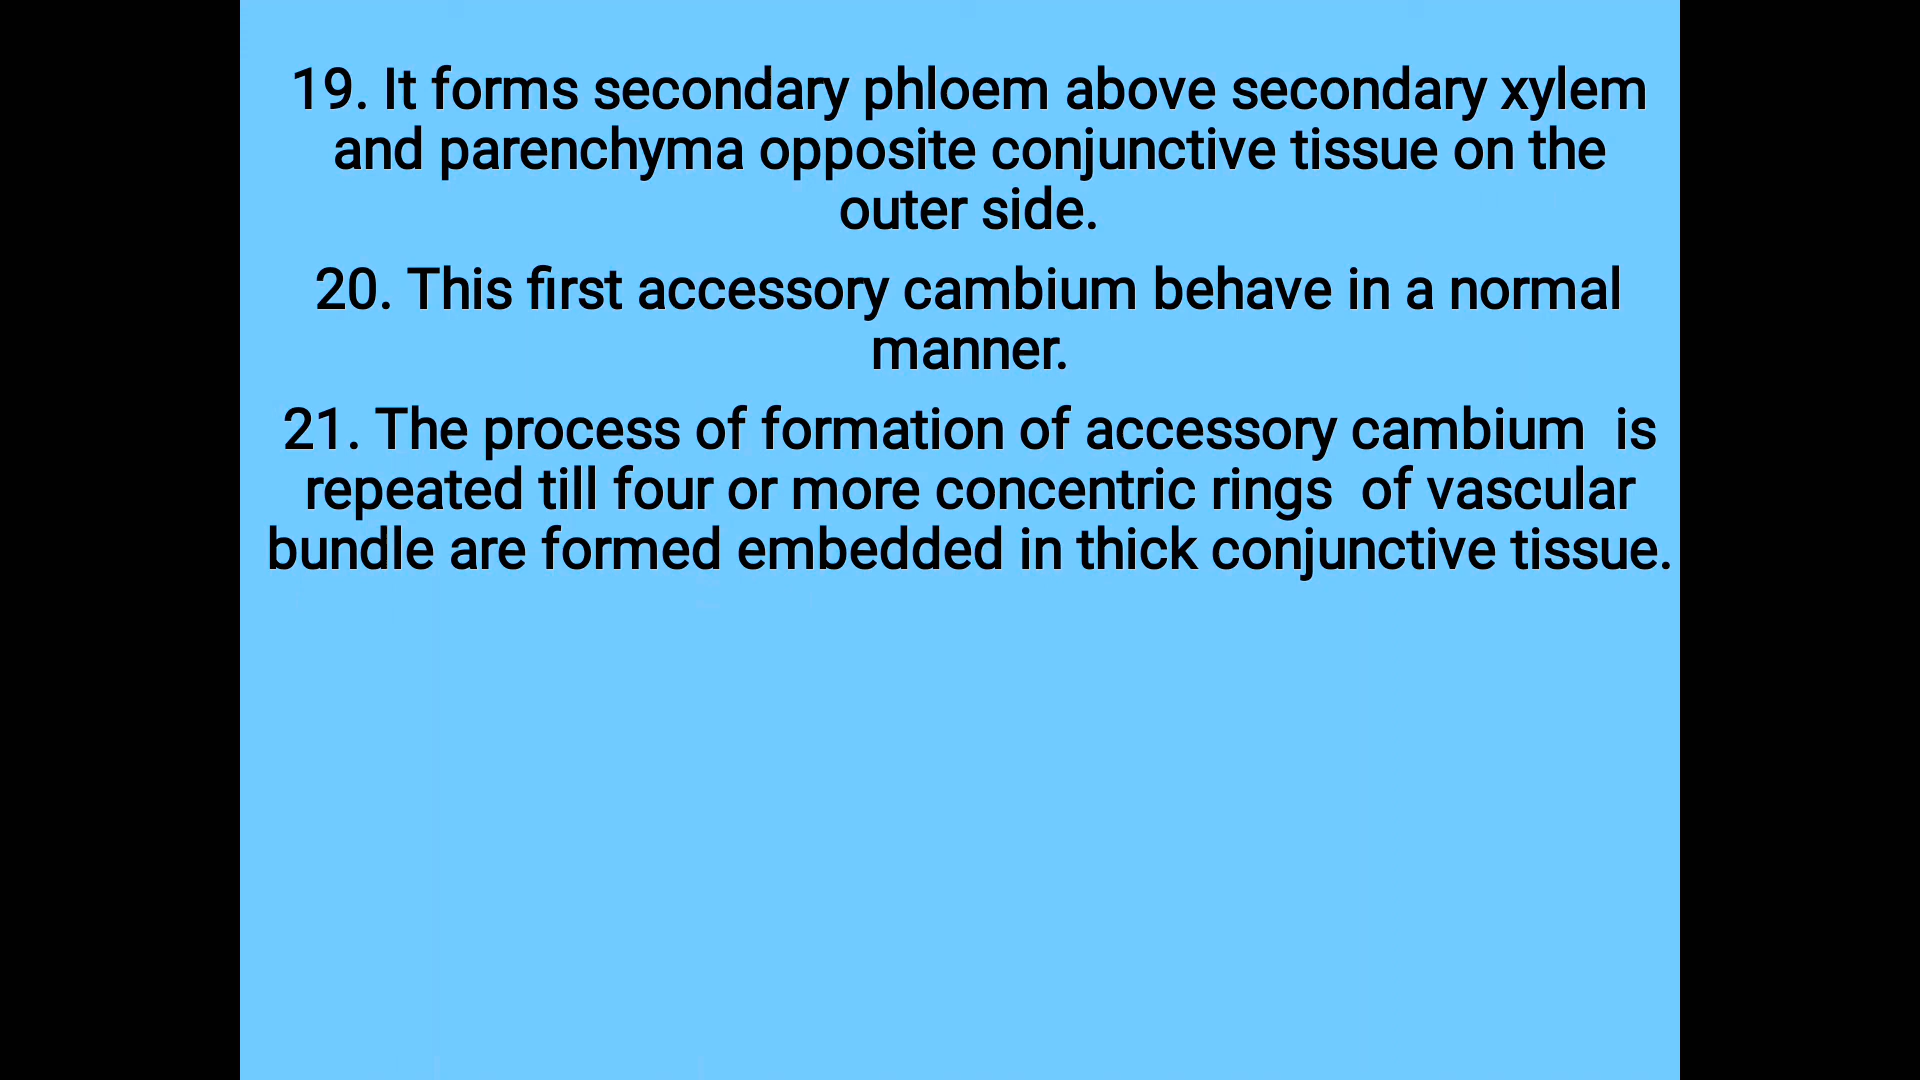 19. It forms secondary phloem above secondary xylem
and parenchyma opposite conjunctive tissue on the
outer side.
20. This first accessory cambium behave in a normal
manner.
21. The process of formation of accessory cambium  is
repeated till four or more concentric rings  of vascular
bundle are formed embedded in thick conjunctive tissue.